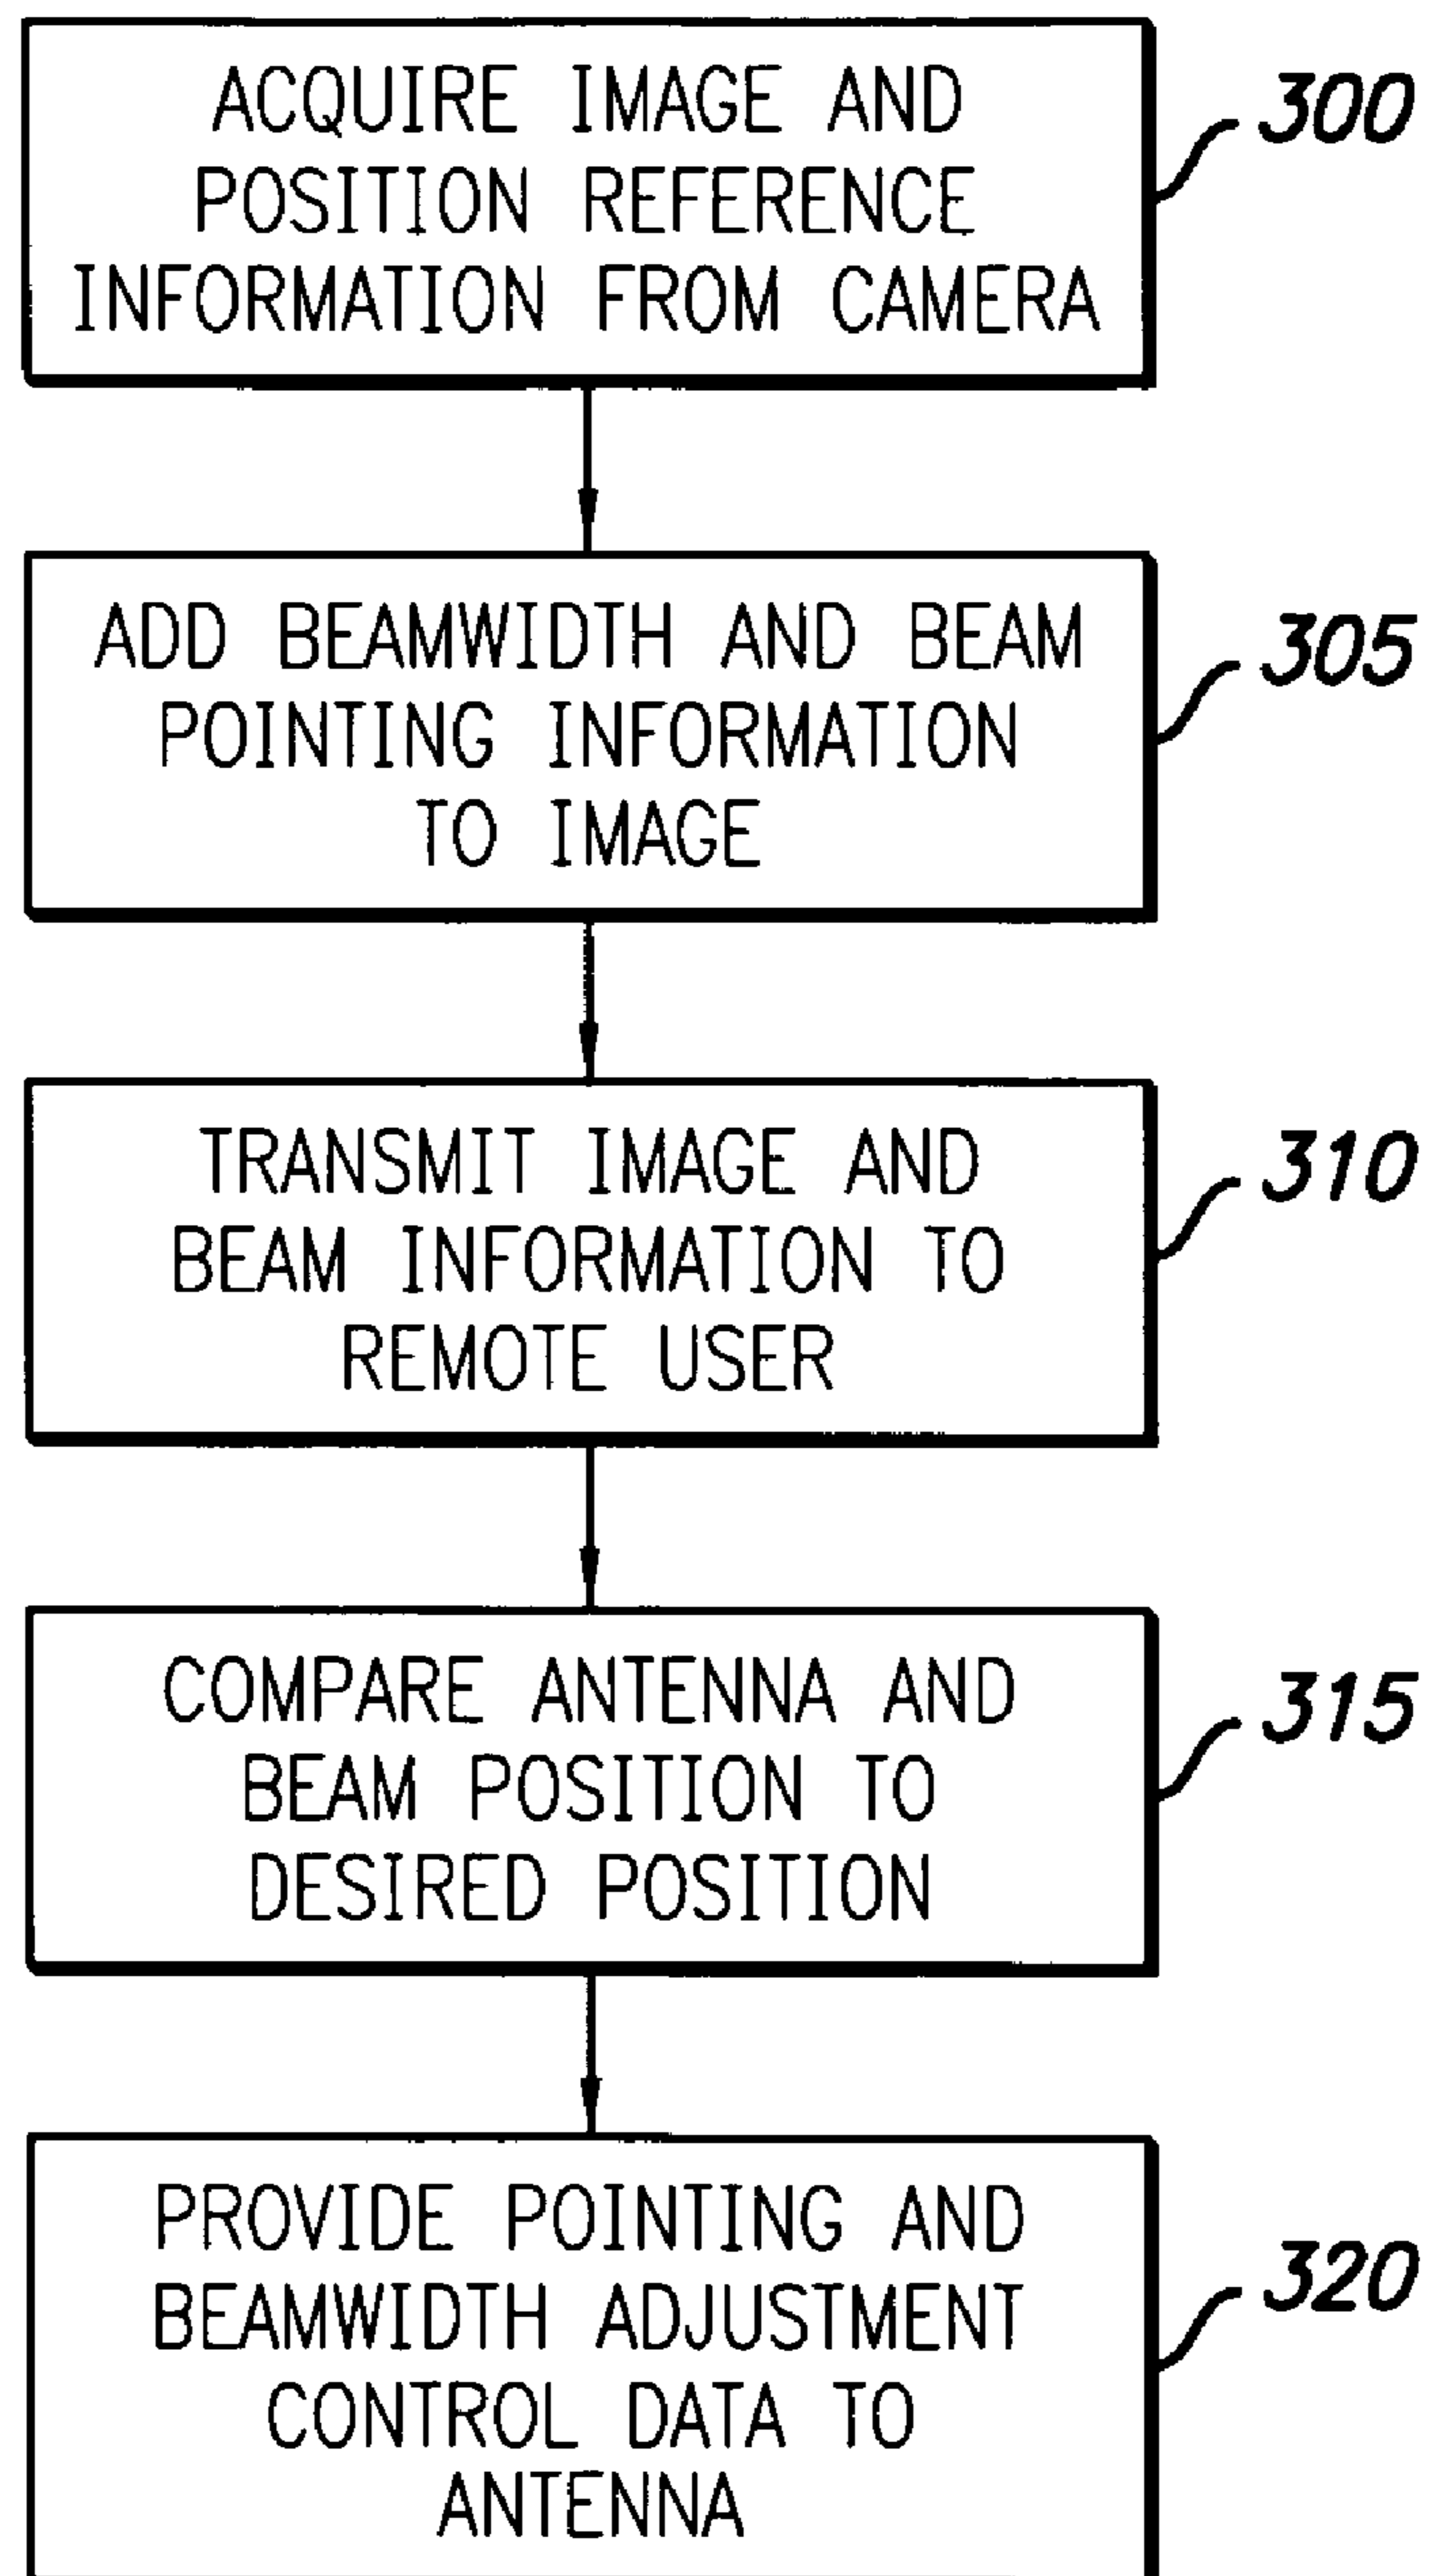 ACQUIRE IMAGE AND
POSITION REFERENCE
INFORMATION FROM CAMERA
300
ADD BEAMWIDTH AND BEAM
POINTING INFORMATION
TO IMAGE
305
TRANSMIT IMAGE AND
BEAM INFORMATION TO
REMOTE USER
310
COMPARE ANTENNA AND
BEAM POSITION TO
DESIRED POSITION
315
PROVIDE POINTING AND
BEAMWIDTH ADJUSTMENT
CONTROL DATA TO
ANTENNA
320